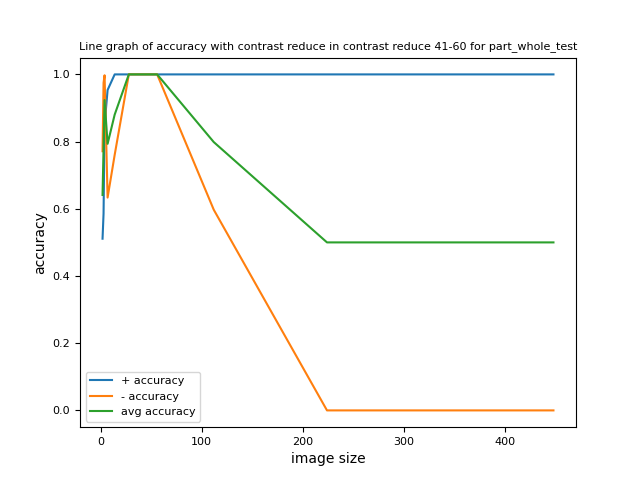 Line graph of accuracy with contrast reduce in contrast reduce 41-60 for part_whole_test
1.0
0.8
0.6
0.4
0.2
0.0
accuracy
+ accuracy
- accuracy
avg accuracy
0 100 200 300 400
image size